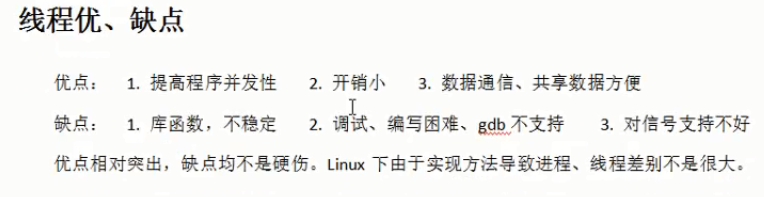 线程优、缺点
优点： 1. 提高程序并发性 2. 开销小 3. 数据通信、共享数据方便
缺点： 1. 库函数，不稳定 2. 调试、编写困难、gdb 不支持 3. 对信号支持不好
优点相对突出，缺点均不是硬伤。Linux 下由于实现方法导致进程、线程差别不是很大。